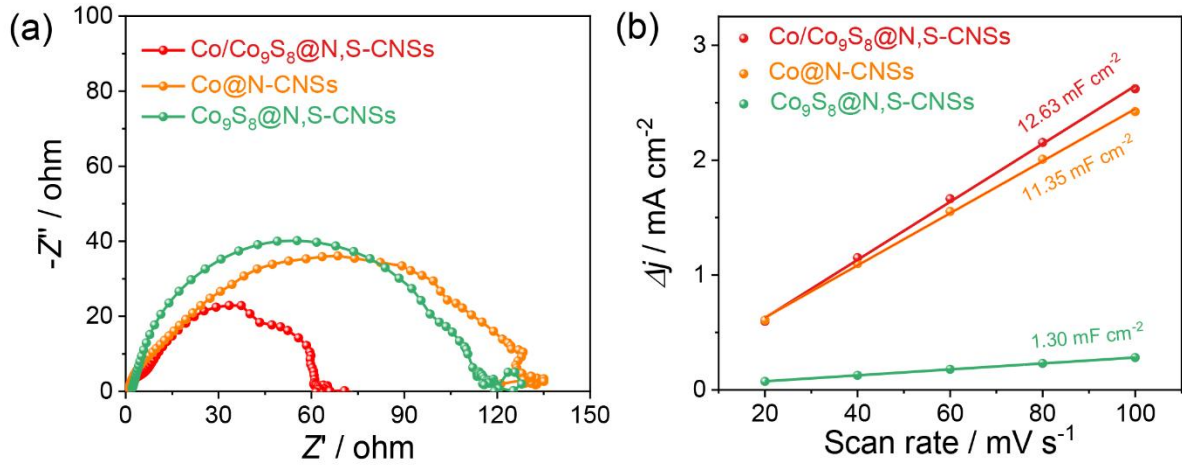 (a)
100
80
60
40
20
0
-Z" / ohm
Co/Co₉S₈@N,S-CNSs
Co@N-CNSs
Co₉S₈@N,S-CNSs
0 30 60 90 120 150
Z' / ohm
(b)
3
2
1
0
Δj / mA cm⁻²
Co/Co₉S₈@N,S-CNSs
Co@N-CNSs
Co₉S₈@N,S-CNSs
12.63 mF cm⁻²
11.35 mF cm⁻²
1.30 mF cm⁻²
20 40 60 80 100
Scan rate / mV s⁻¹